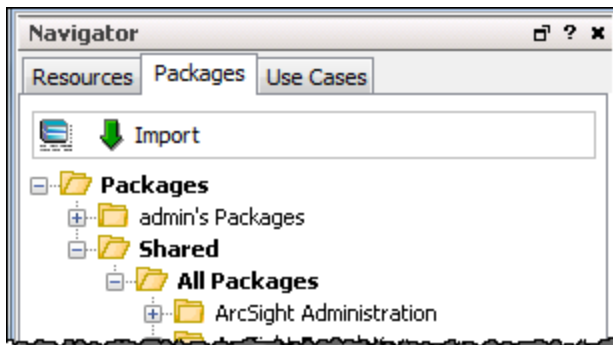 Navigator
Resources Packages Use Cases
Import
Packages
admin's Packages
Shared
All Packages
ArcSight Administration